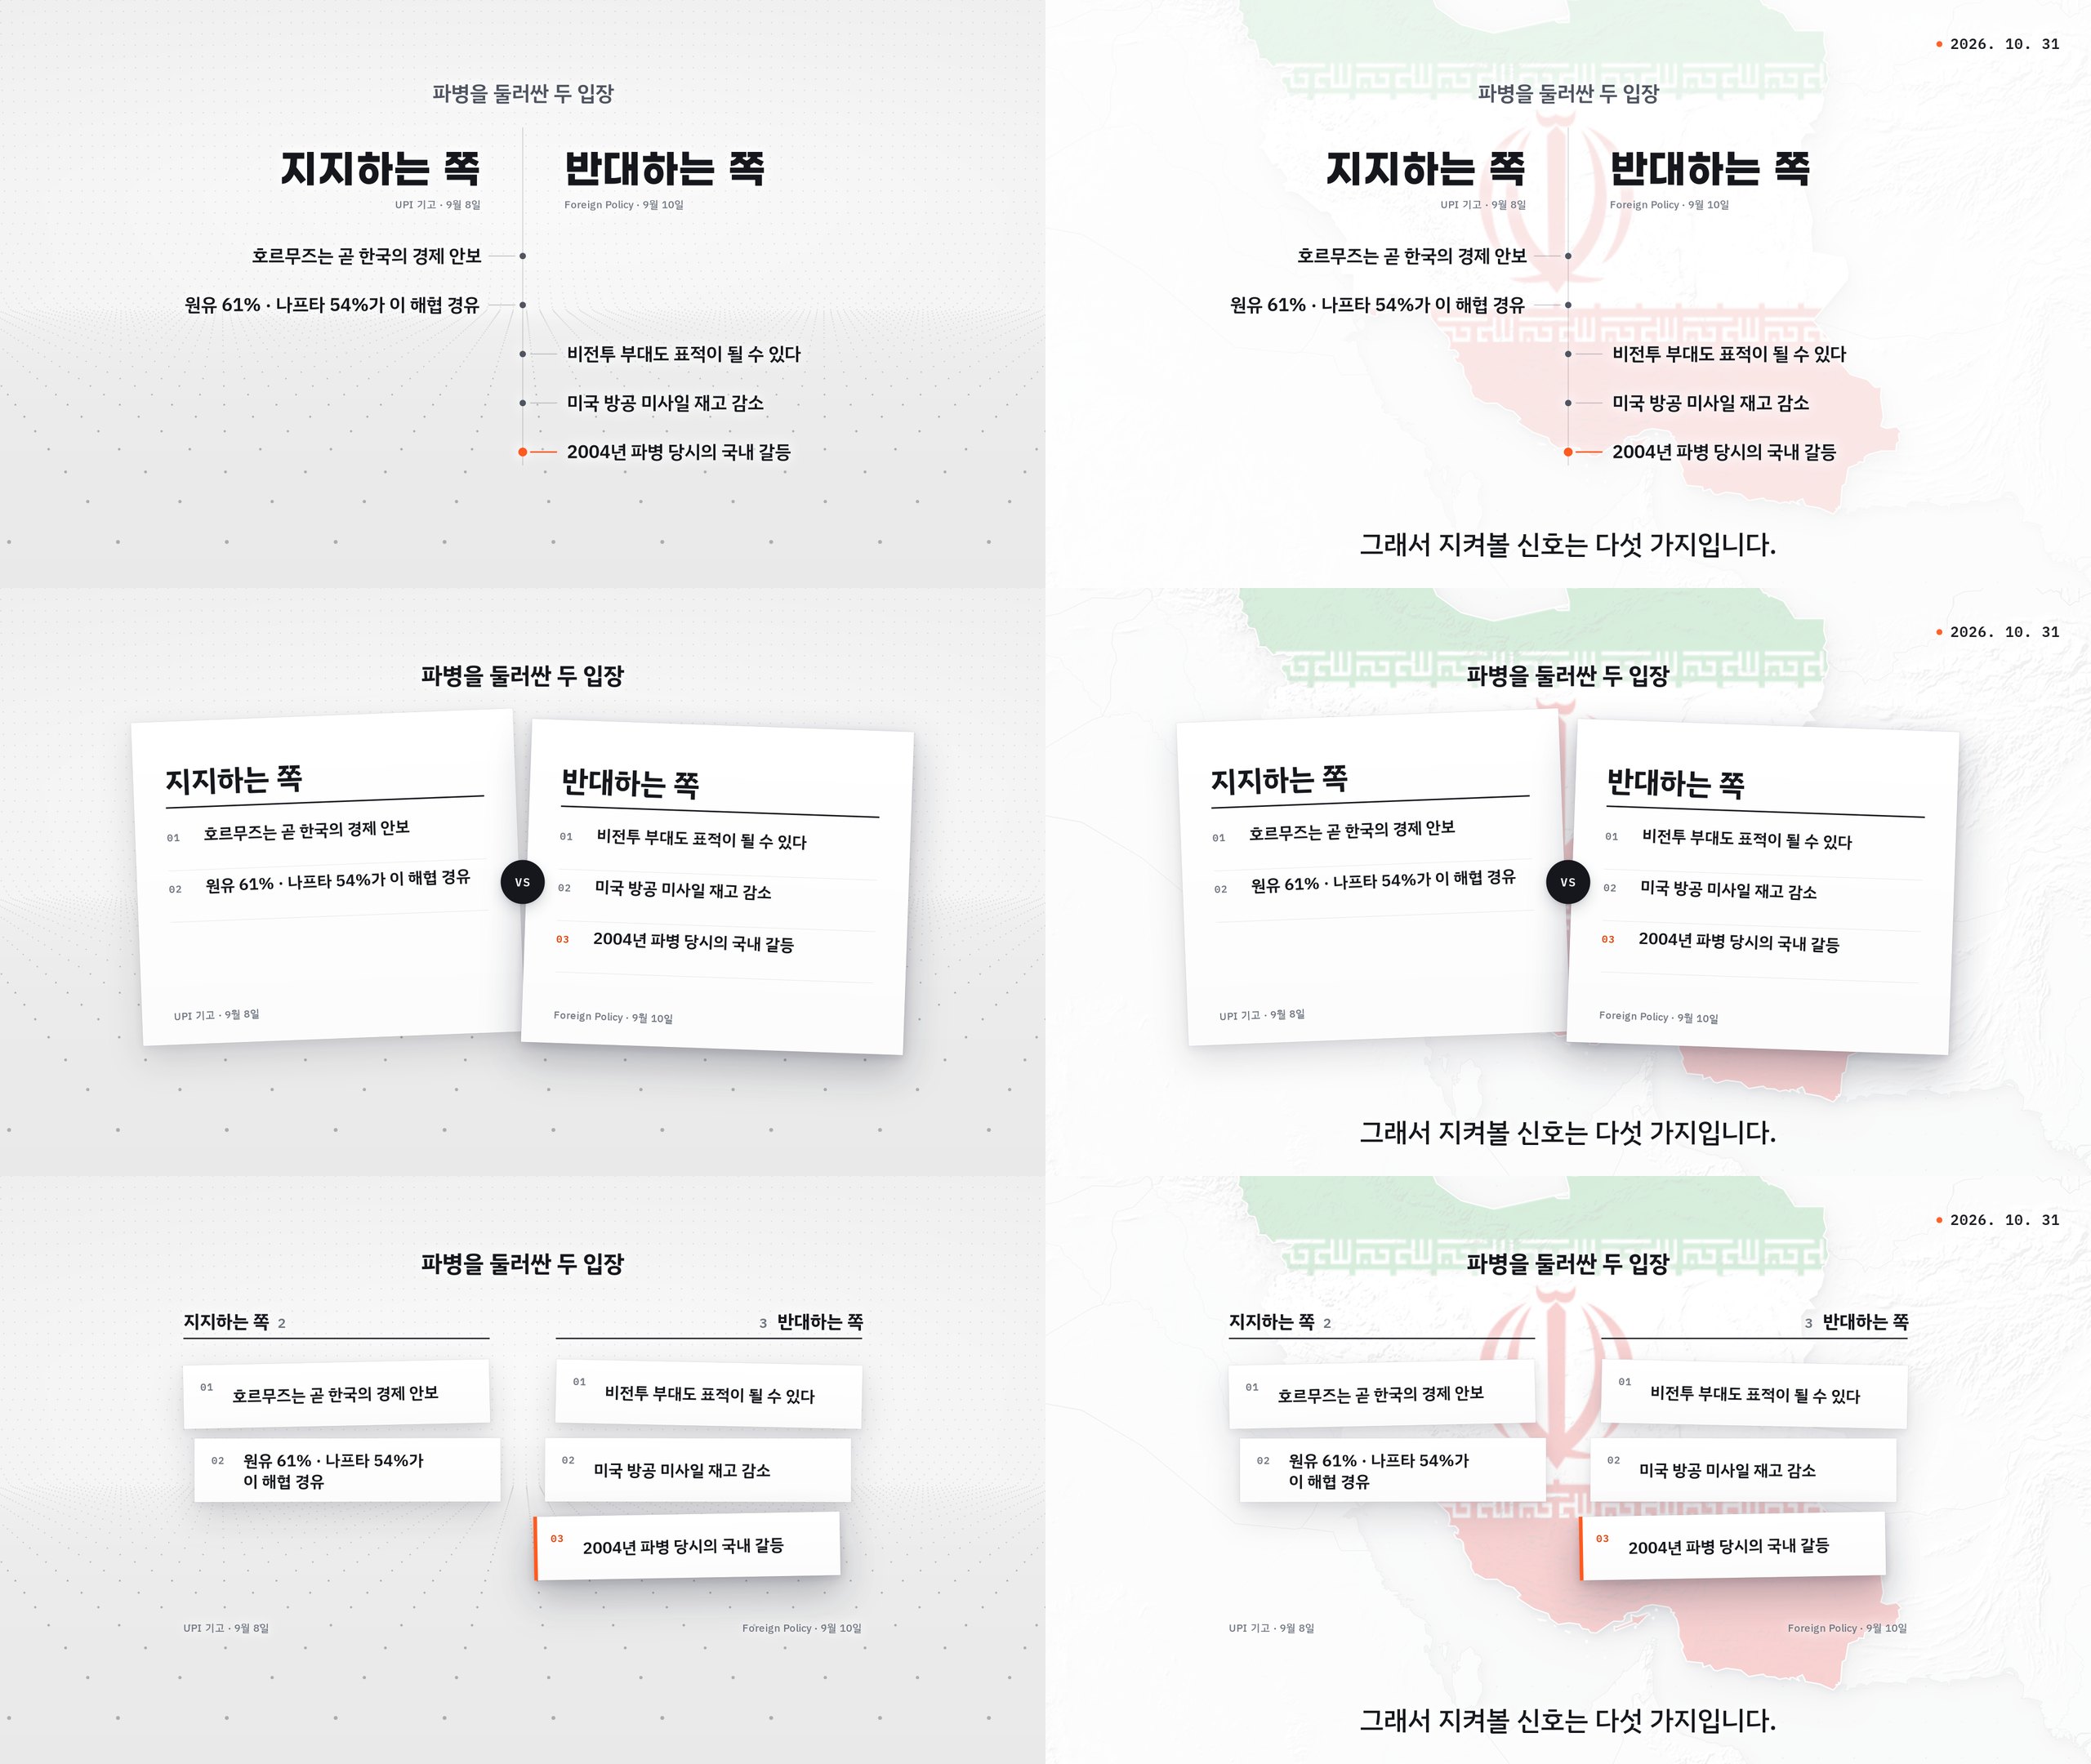 파병을 둘러싼 두 입장
지지하는 쪽
반대하는 쪽
UPI 기고 · 9월 8일
Foreign Policy · 9월 10일
호르무즈는 곧 한국의 경제 안보
원유 61% · 나프타 54%가 이 해협 경유
비전투 부대도 표적이 될 수 있다
미국 방공 미사일 재고 감소
2004년 파병 당시의 국내 갈등
2026. 10. 31
파병을 둘러싼 두 입장
지지하는 쪽
반대하는 쪽
UPI 기고 · 9월 8일
Foreign Policy · 9월 10일
호르무즈는 곧 한국의 경제 안보
원유 61% · 나프타 54%가 이 해협 경유
비전투 부대도 표적이 될 수 있다
미국 방공 미사일 재고 감소
2004년 파병 당시의 국내 갈등
그래서 지켜볼 신호는 다섯 가지입니다.
파병을 둘러싼 두 입장
지지하는 쪽
01 호르무즈는 곧 한국의 경제 안보
02 원유 61% · 나프타 54%가 이 해협 경유
UPI 기고 · 9월 8일
VS
반대하는 쪽
01 비전투 부대도 표적이 될 수 있다
02 미국 방공 미사일 재고 감소
03 2004년 파병 당시의 국내 갈등
Foreign Policy · 9월 10일
2026. 10. 31
파병을 둘러싼 두 입장
지지하는 쪽
01 호르무즈는 곧 한국의 경제 안보
02 원유 61% · 나프타 54%가 이 해협 경유
UPI 기고 · 9월 8일
VS
반대하는 쪽
01 비전투 부대도 표적이 될 수 있다
02 미국 방공 미사일 재고 감소
03 2004년 파병 당시의 국내 갈등
Foreign Policy · 9월 10일
그래서 지켜볼 신호는 다섯 가지입니다.
파병을 둘러싼 두 입장
지지하는 쪽 2
01 호르무즈는 곧 한국의 경제 안보
02 원유 61% · 나프타 54%가
이 해협 경유
UPI 기고 · 9월 8일
3 반대하는 쪽
01 비전투 부대도 표적이 될 수 있다
02 미국 방공 미사일 재고 감소
03 2004년 파병 당시의 국내 갈등
Foreign Policy · 9월 10일
2026. 10. 31
파병을 둘러싼 두 입장
지지하는 쪽 2
01 호르무즈는 곧 한국의 경제 안보
02 원유 61% · 나프타 54%가
이 해협 경유
UPI 기고 · 9월 8일
3 반대하는 쪽
01 비전투 부대도 표적이 될 수 있다
02 미국 방공 미사일 재고 감소
03 2004년 파병 당시의 국내 갈등
Foreign Policy · 9월 10일
그래서 지켜볼 신호는 다섯 가지입니다.